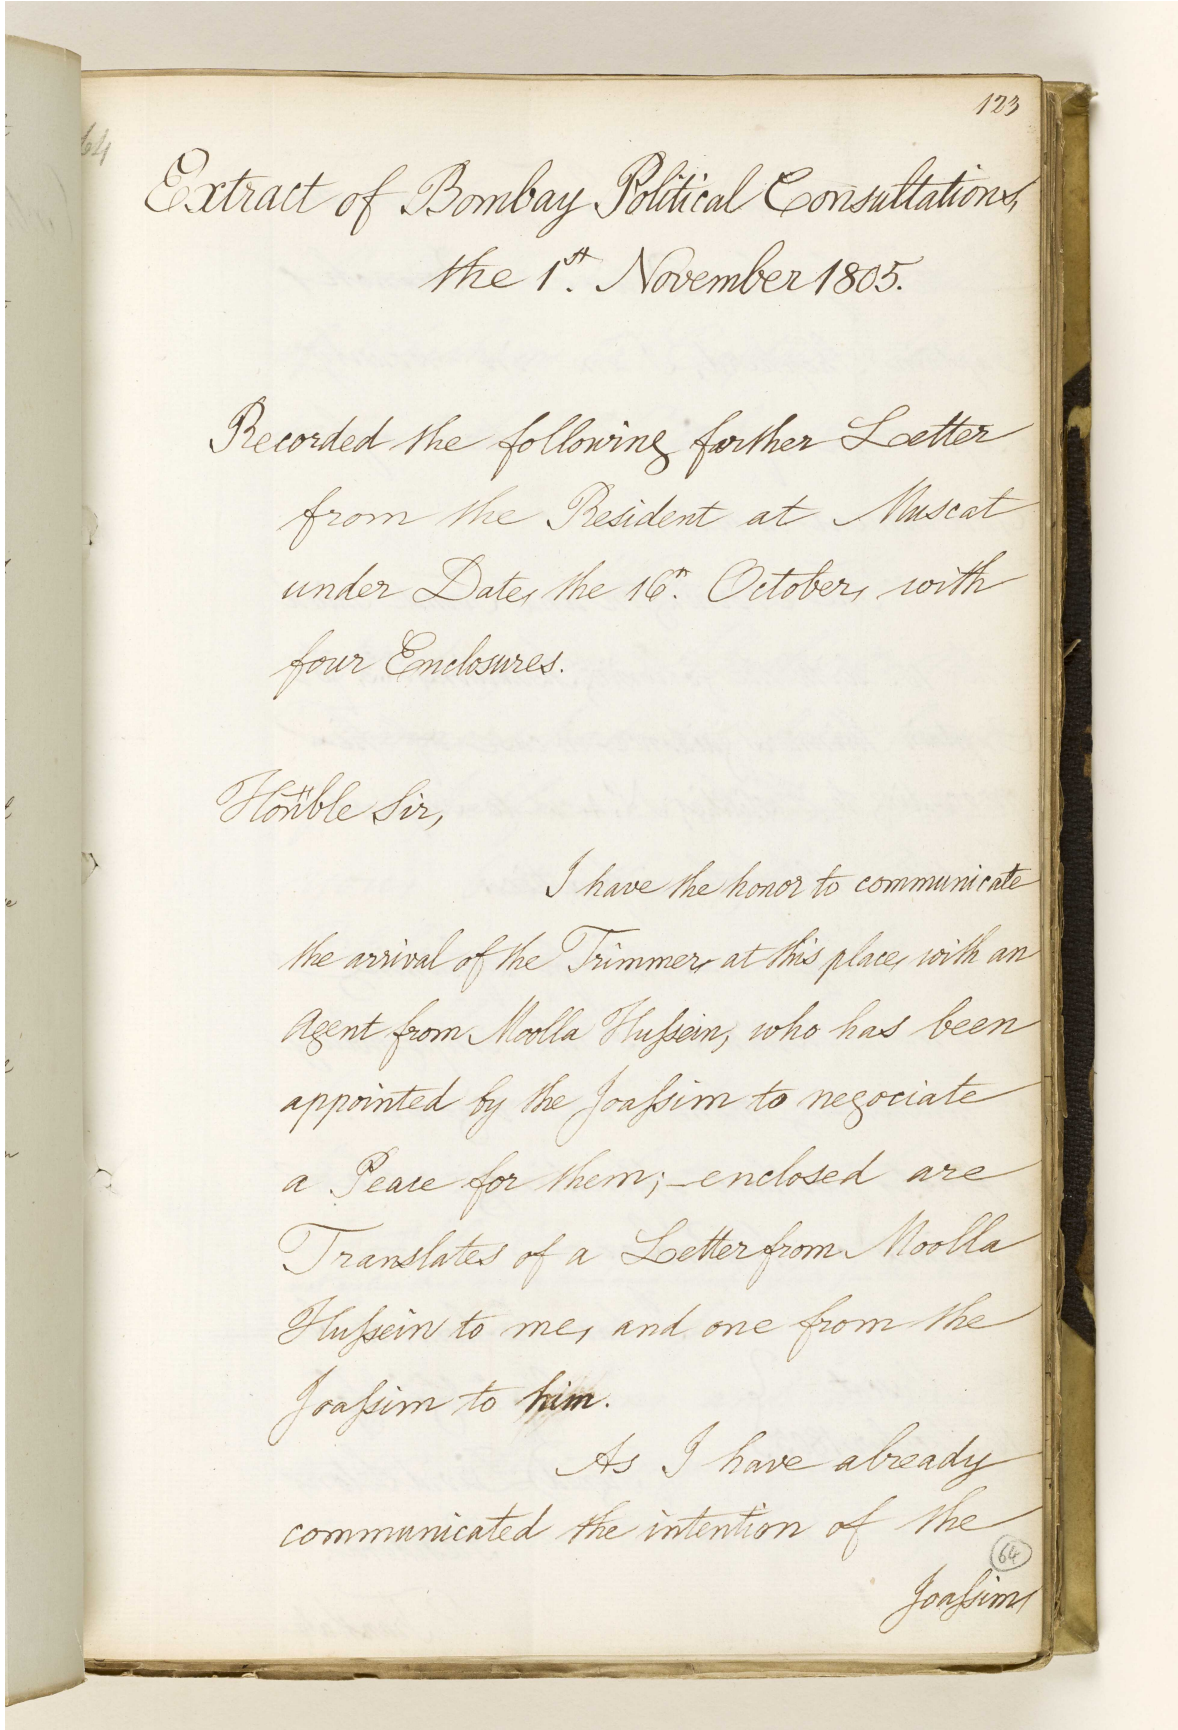 123
64
Extract of Bombay Political Consultations,
the 1st. November 1805.
Recorded the following further Letter
from the Resident at Muscat
under Date, the 16th. October, with
four Enclosures.
Honble Sir,
I have the honor to communicate
the arrival of the Trimmer, at this place, with an
Agent from Moolla Hussein, who has been
appointed by the Joassim to negociate
a Peace for them; - enclosed are
Translates of a Letter from Moolla
Hussein to me, and one from the
Joassim to him.
As I have already
communicated the intention of the
64
Joassim,